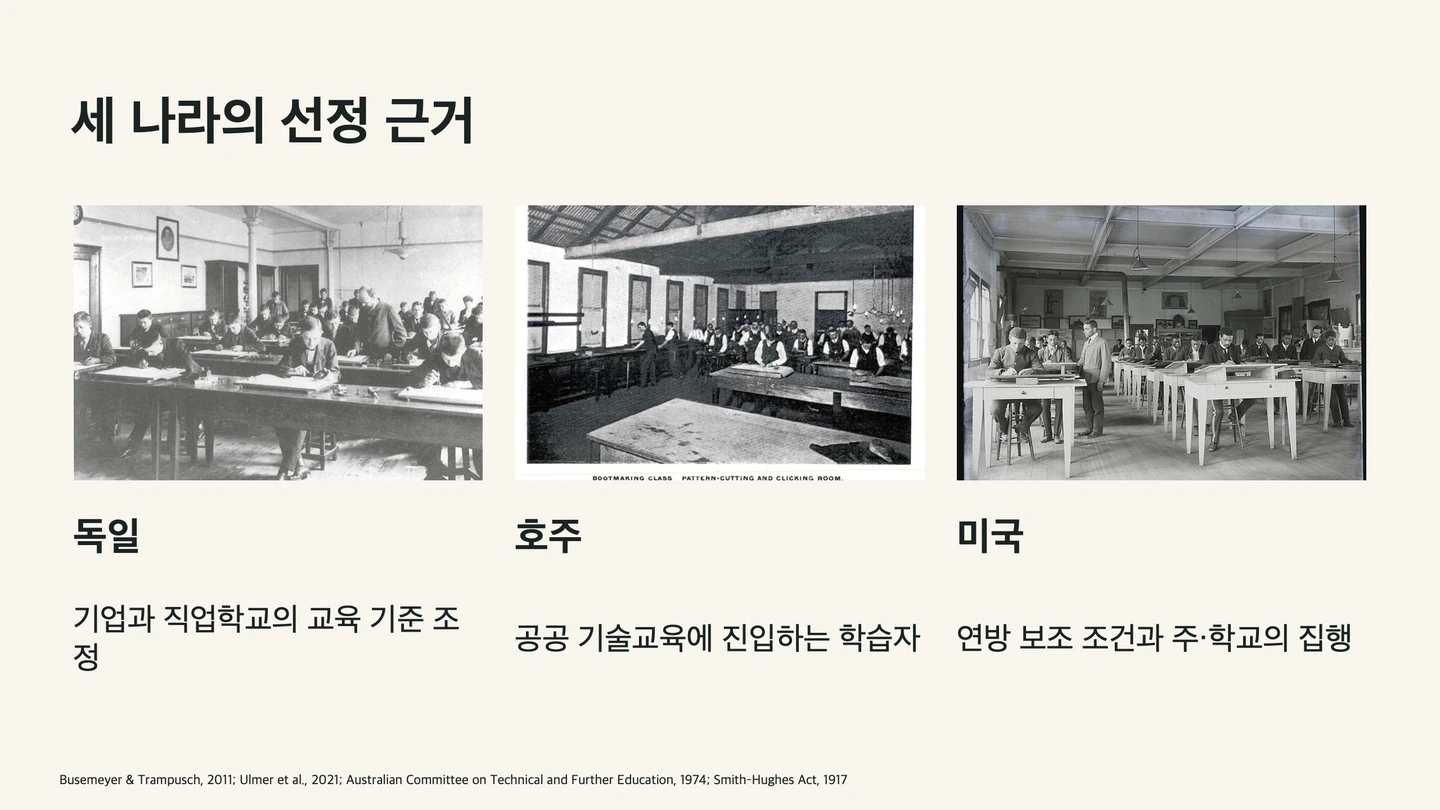 세 나라의 선정 근거
BOOTMAKING CLASS PATTERN-CUTTING AND CLICKING ROOM.
독일
호주
미국
기업과 직업학교의 교육 기준 조
정
공공 기술교육에 진입하는 학습자
연방 보조 조건과 주·학교의 집행
Busemeyer & Trampusch, 2011; Ulmer et al., 2021; Australian Committee on Technical and Further Education, 1974; Smith-Hughes Act, 1917